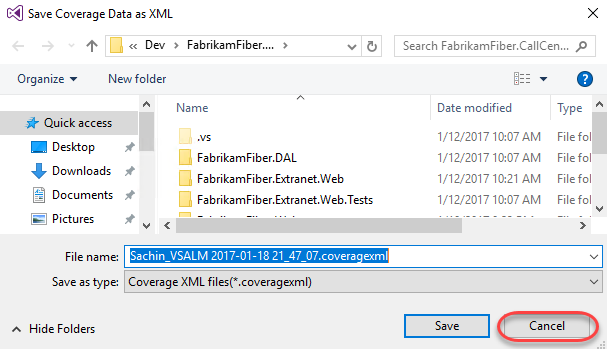 Save Coverage Data as XML
« Dev › FabrikamFiber.... Search FabrikamFiber.CallCen...
Organize New folder
Name Date modified Type
Quick access
.vs 1/12/2017 10:07 AM File fol
Desktop
FabrikamFiber.DAL 1/12/2017 10:07 AM File fol
Downloads
FabrikamFiber.Extranet.Web 1/12/2017 10:21 AM File fol
Documents
FabrikamFiber.Extranet.Web.Tests 1/12/2017 10:07 AM File fol
Pictures
File name: Sachin_VSALM 2017-01-18 21_47_07.coveragexml
Save as type: Coverage XML files(*.coveragexml)
Hide Folders Save Cancel